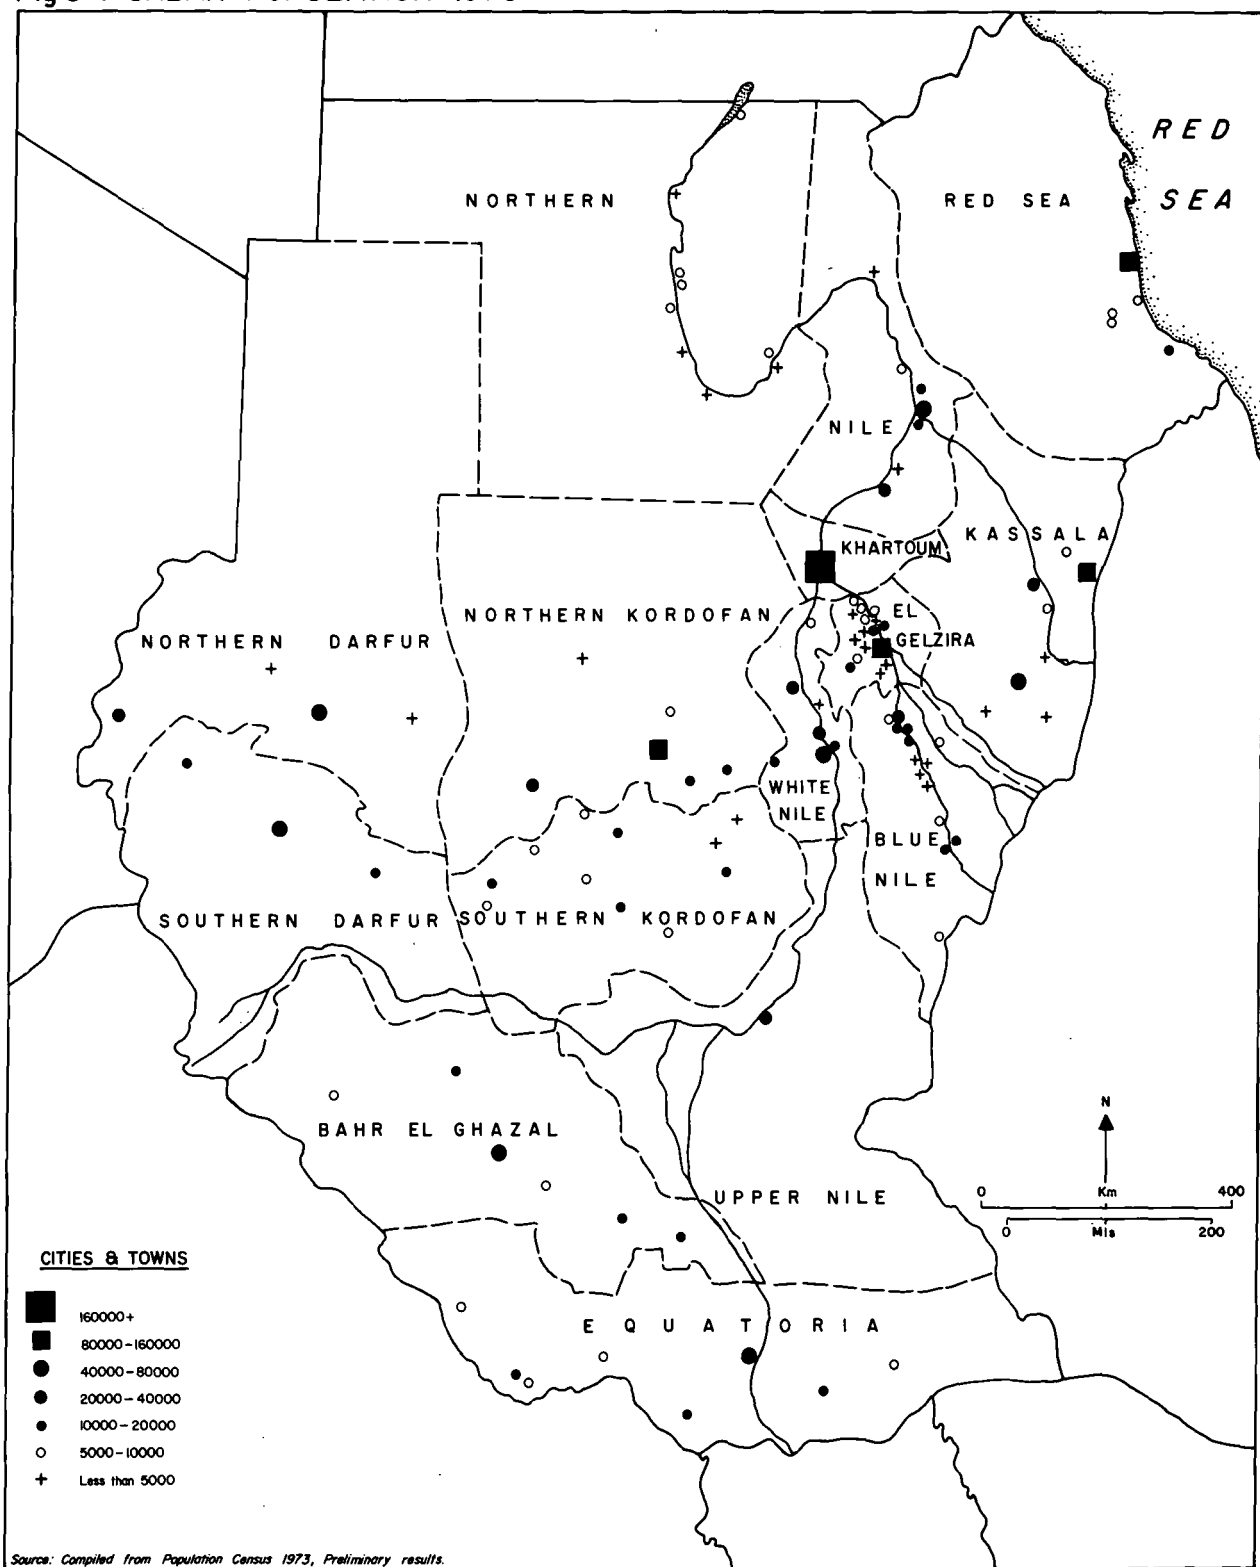 RED
SEA
NORTHERN
RED SEA
NILE
KASSALA
KHARTOUM
NORTHERN KORDOFAN
EL
GELZIRA
NORTHERN DARFUR
WHITE
NILE
BLUE
NILE
SOUTHERN DARFUR
SOUTHERN KORDOFAN
BAHR EL GHAZAL
UPPER NILE
N
0 Km 400
0 Mls 200
EQUATORIA
CITIES & TOWNS
160000+
80000-160000
40000-80000
20000-40000
10000-20000
5000-10000
Less than 5000
Source: Compiled from Population Census 1973, Preliminary results.